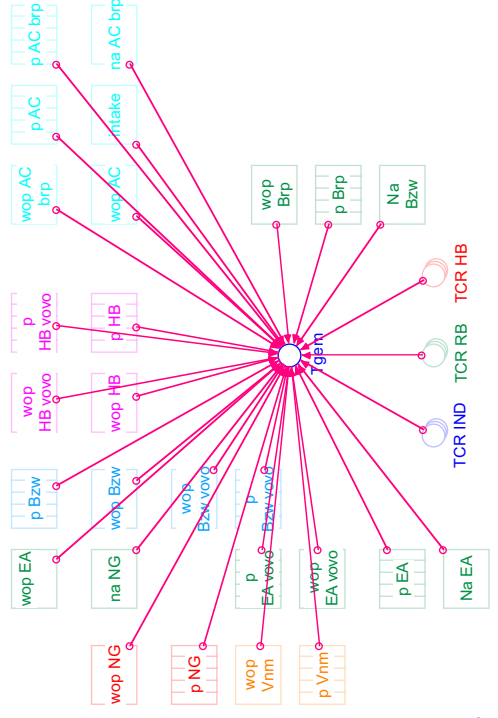 wop EA
p Bzw
wop
HB vovo
p
HB vovo
wop AC
brp
p AC
p AC brp
wop NG
na NG
wop Bzw
wop HB
p HB
wop AC
intake
na AC brp
p NG
wop
Bzw vovo
wop
Vnm
p
EA vovo
p
Bzw vovo
wop
Brp
p Vnm
wop
EA vovo
Tgem
p Brp
p EA
Na
Bzw
Na EA
TCR IND
TCR RB
TCR HB